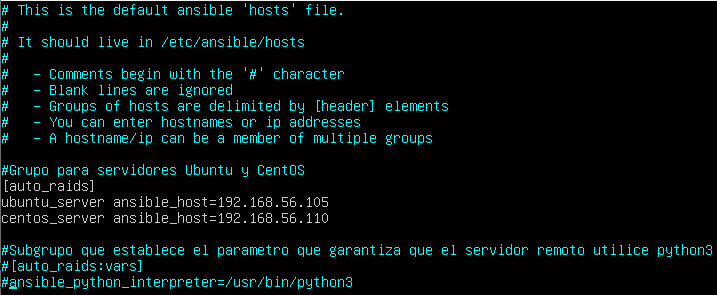 # This is the default ansible 'hosts' file.
#
# It should live in /etc/ansible/hosts
#
#   - Comments begin with the '#' character
#   - Blank lines are ignored
#   - Groups of hosts are delimited by [header] elements
#   - You can enter hostnames or ip addresses
#   - A hostname/ip can be a member of multiple groups

#Grupo para servidores Ubuntu y CentOS
[auto_raids]
ubuntu_server ansible_host=192.168.56.105
centos_server ansible_host=192.168.56.110

#Subgrupo que establece el parametro que garantiza que el servidor remoto utilice python3
#[auto_raids:vars]
#ansible_python_interpreter=/usr/bin/python3